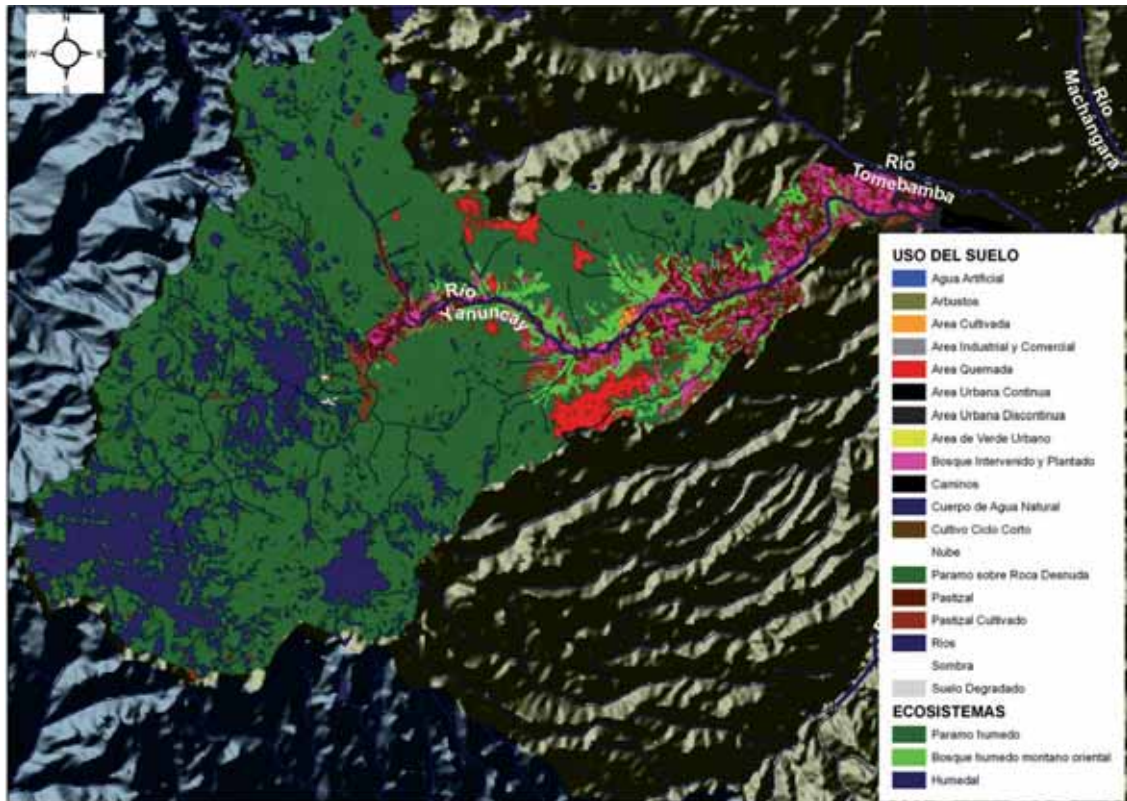 N
W
E
S
Río
Machángara
Río
Tomebamba
Río
Yanuncay
USO DEL SUELO
Agua Artificial
Arbustos
Area Cultivada
Area Industrial y Comercial
Area Quemada
Area Urbana Continua
Area Urbana Discontinua
Area de Verde Urbano
Bosque Intervenido y Plantado
Caminos
Cuerpo de Agua Natural
Cultivo Ciclo Corto
Nube
Paramo sobre Roca Desnuda
Pastizal
Pastizal Cultivado
Rios
Sombra
Suelo Degradado
ECOSISTEMAS
Paramo humedo
Bosque humedo montano oriental
Humedal